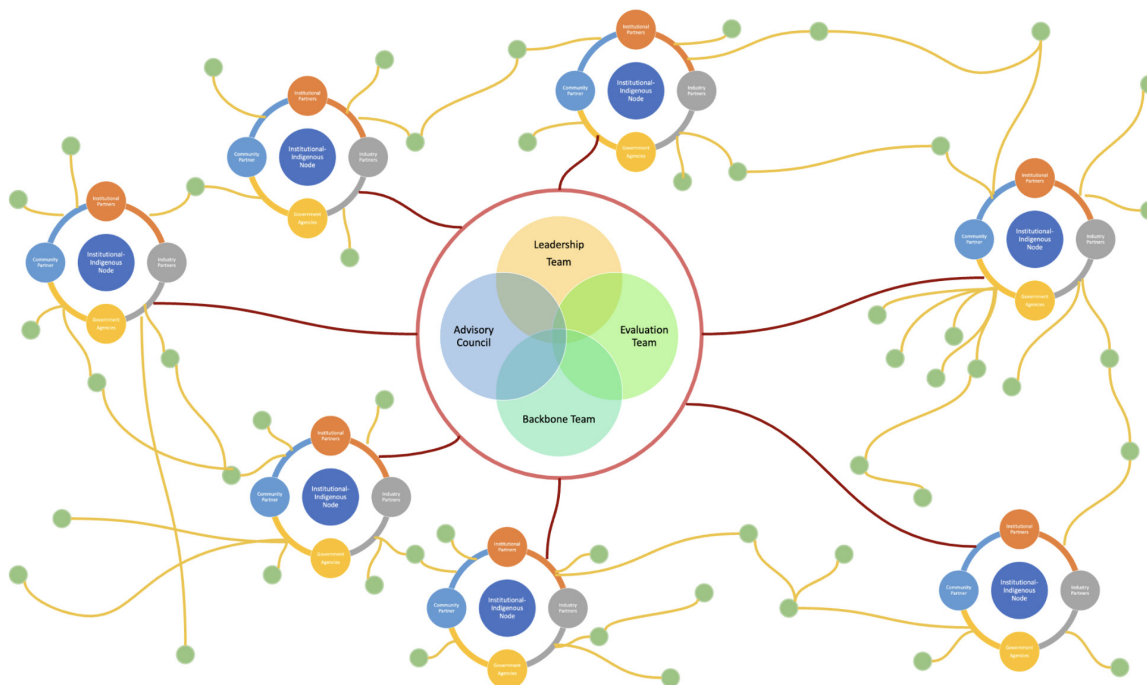 Institutional
Partners
Community
Partner
Institutional-
Indigenous
Node
Industry
Partners
Government
Agencies
Institutional
Partners
Community
Partner
Institutional-
Indigenous
Node
Industry
Partners
Government
Agencies
Institutional
Partners
Community
Partner
Institutional-
Indigenous
Node
Industry
Partners
Government
Agencies
Institutional
Partners
Community
Partner
Institutional-
Indigenous
Node
Industry
Partners
Government
Agencies
Leadership
Team
Advisory
Council
Evaluation
Team
Backbone Team
Institutional
Partners
Community
Partner
Institutional-
Indigenous
Node
Industry
Partners
Government
Agencies
Institutional
Partners
Community
Partner
Institutional-
Indigenous
Node
Industry
Partners
Government
Agencies
Institutional
Partners
Community
Partner
Institutional-
Indigenous
Node
Industry
Partners
Government
Agencies